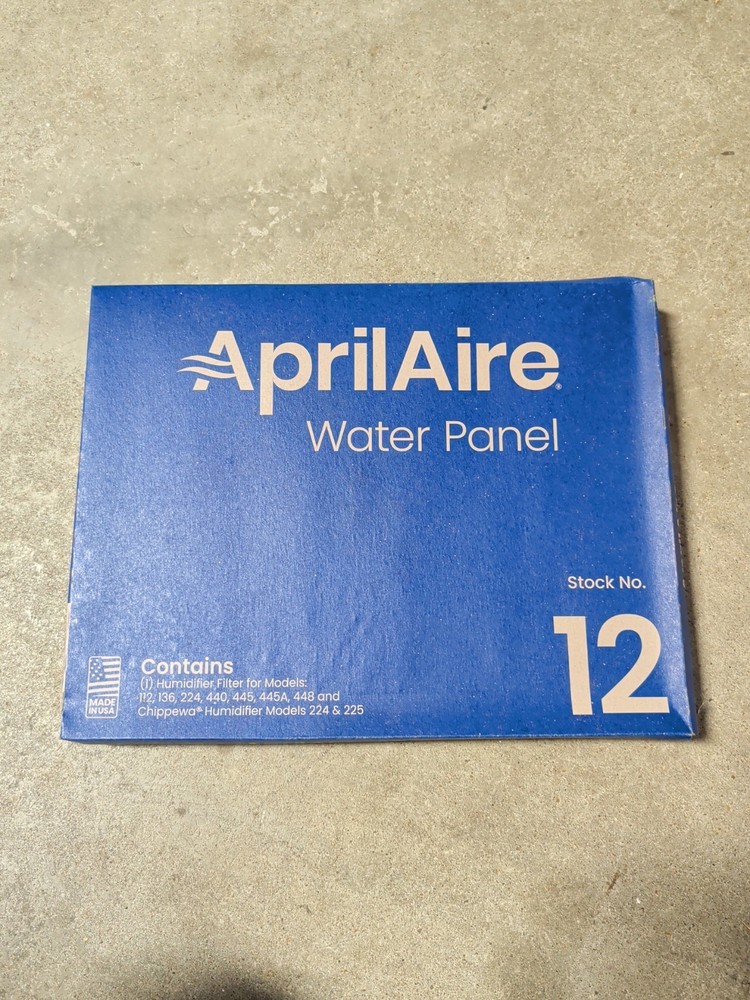 AprilAire®
Water Panel
Stock No.
12
MADE
IN USA
Contains
(1) Humidifier Filter for Models:
112, 136, 224, 440, 445, 445A, 448 and
Chippewa® Humidifier Models 224 & 225